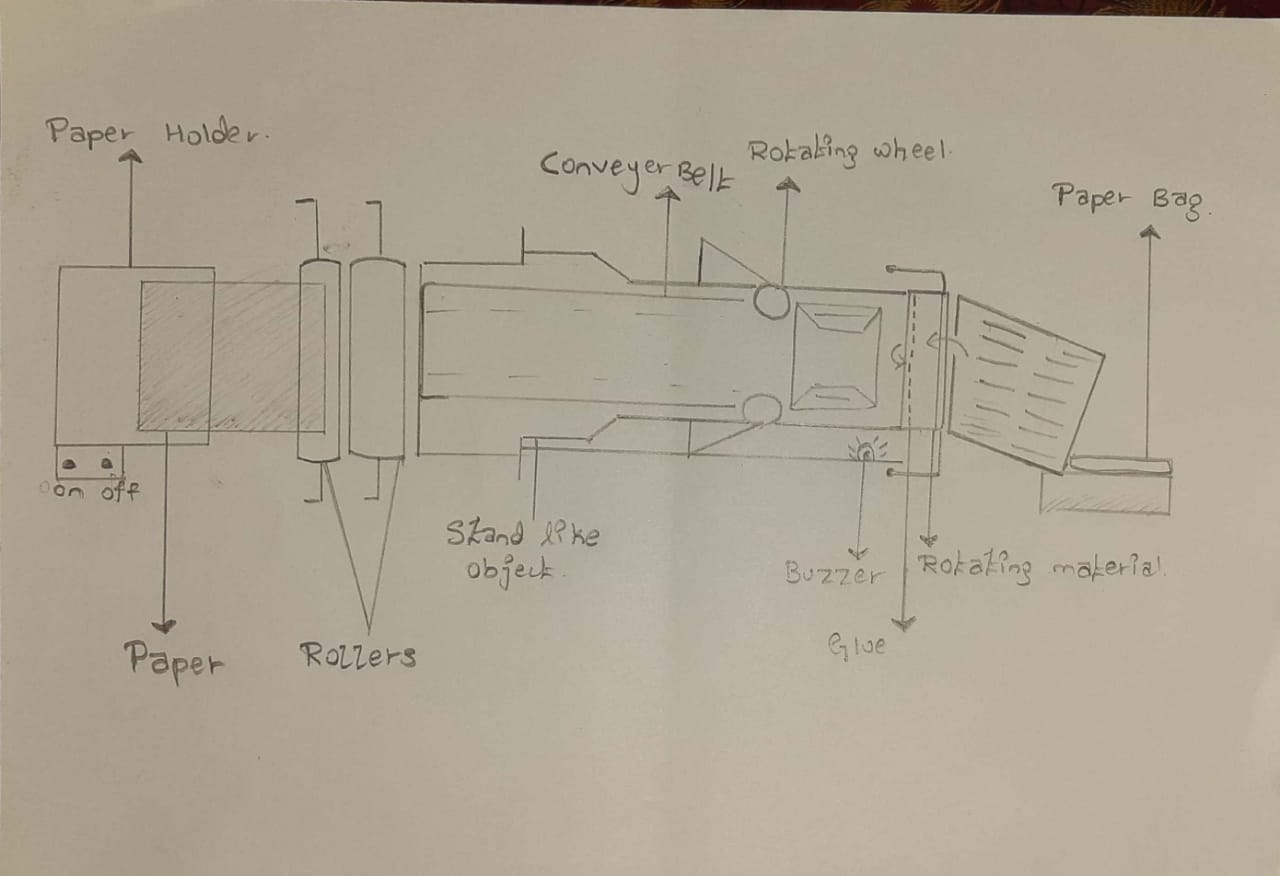 Paper Holder.
Conveyer Belt
Rotating wheel.
Paper Bag.
on off
Stand like
object.
Buzzer
Rotating material.
Glue
Paper
Rollers